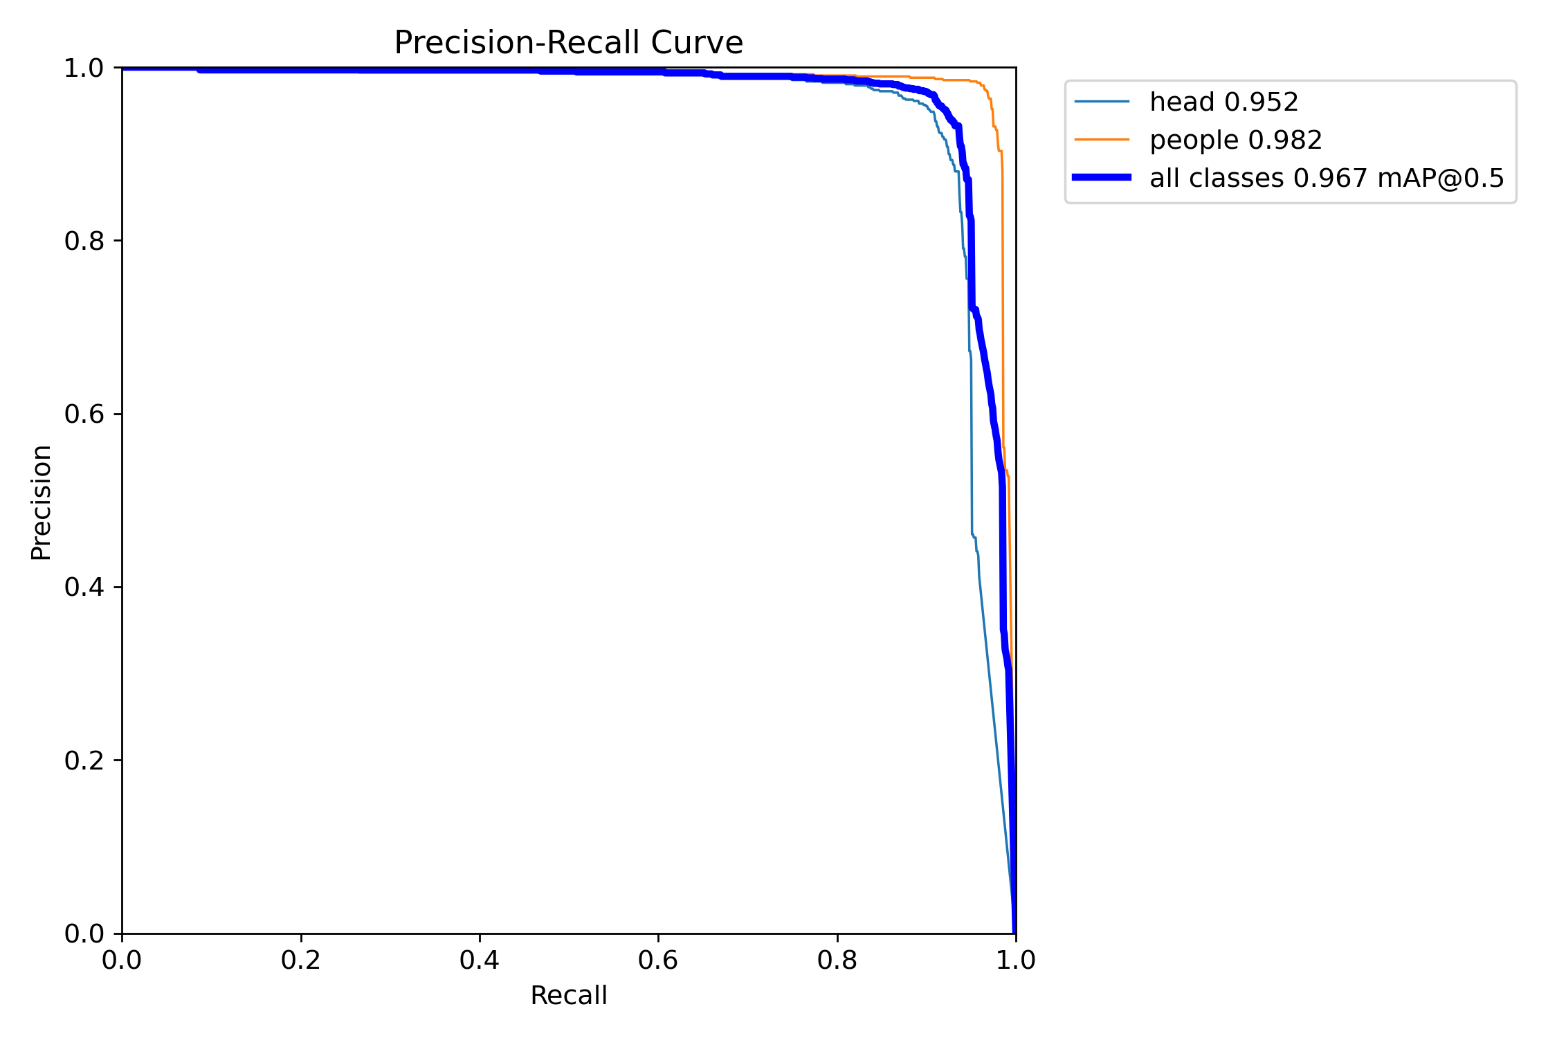 Precision-Recall Curve
1.0
0.8
0.6
0.4
0.2
0.0
Precision
0.0 0.2 0.4 0.6 0.8 1.0
Recall
head 0.952
people 0.982
all classes 0.967 mAP@0.5